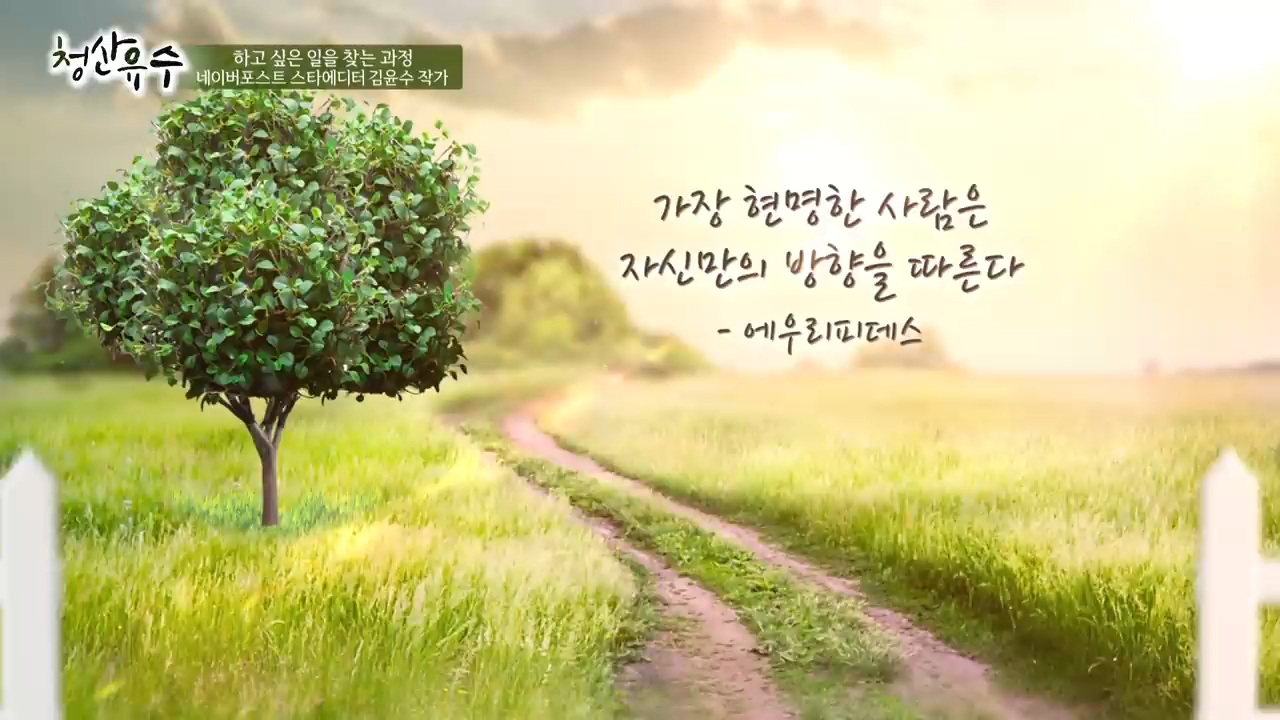 청산유수
하고 싶은 일을 찾는 과정
네이버포스트 스타에디터 김윤수 작가
가장 현명한 사람은
자신만의 방향을 따른다
- 에우리피데스